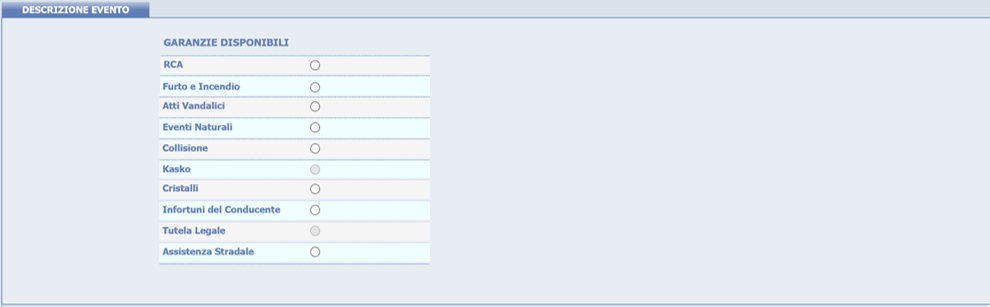 DESCRIZIONE EVENTO
GARANZIE DISPONIBILI
RCA
Furto e Incendio
Atti Vandalici
Eventi Naturali
Collisione
Kasko
Cristalli
Infortuni del Conducente
Tutela Legale
Assistenza Stradale